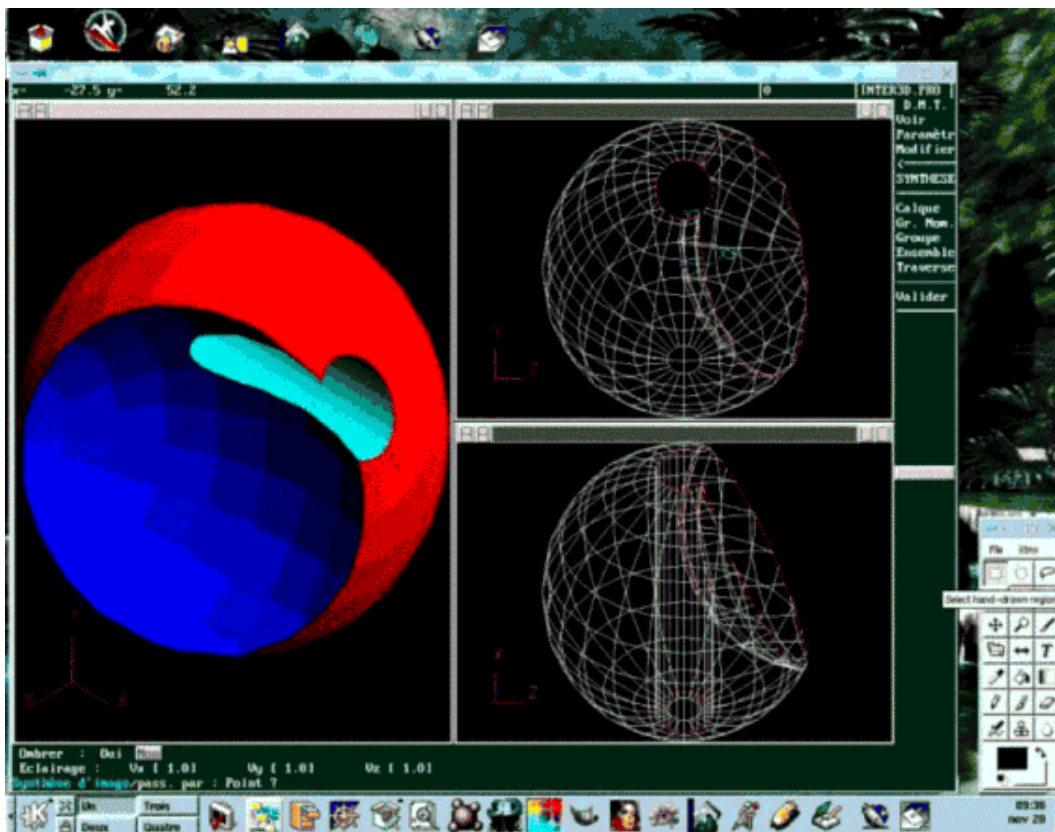 x= -27.5 y= 52.2 0 INTER3D.PRO
D.M.T.
Voir
Paramètr
Modifier
<
SYNTHESE
Calque
Gr. Nom.
Groupe
Ensemble
Traverse
Valider
File Xtns
Select hand-drawn region
Ombrer : Oui Non
Eclairage : Vx [ 1.0] Vy [ 1.0] Vz [ 1.0]
Synthèse d'image/pass. par : Point ?
Un Trois
Deux Quatre
09:38
nov 20